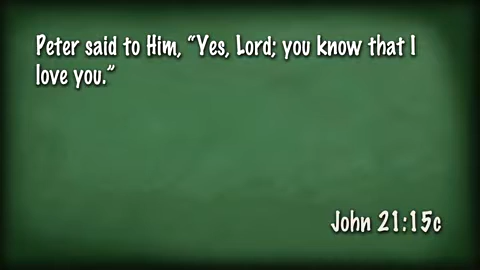 Peter said to Him, “Yes, Lord; you know that I
love you.”
John 21:15c